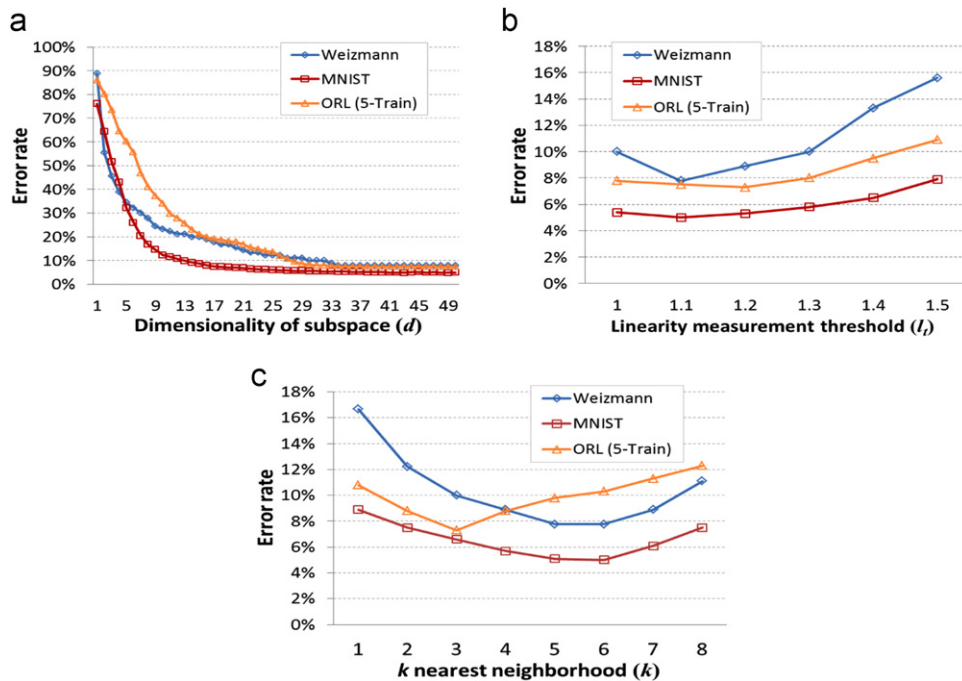 a
100%
90%
80%
70%
60%
50%
40%
30%
20%
10%
0%
Error rate
Weizmann
MNIST
ORL (5-Train)
1 5 9 13 17 21 25 29 33 37 41 45 49
Dimensionality of subspace (d)
b
18%
16%
14%
12%
10%
8%
6%
4%
2%
0%
Error rate
Weizmann
MNIST
ORL (5-Train)
1 1.1 1.2 1.3 1.4 1.5
Linearity measurement threshold (lt)
c
18%
16%
14%
12%
10%
8%
6%
4%
2%
0%
Error rate
Weizmann
MNIST
ORL (5-Train)
1 2 3 4 5 6 7 8
k nearest neighborhood (k)